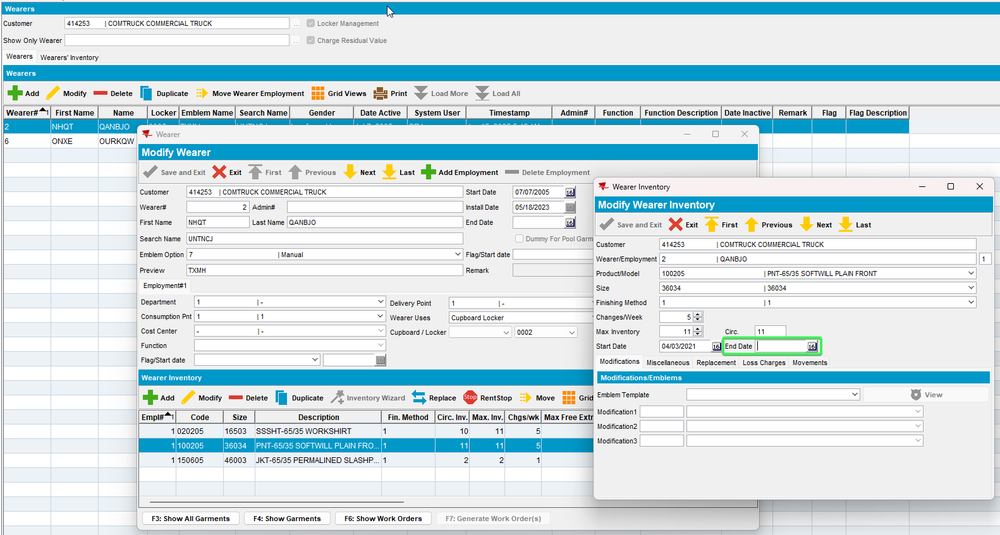 Wearers
Customer 414253 | COMTRUCK COMMERCIAL TRUCK ... Locker Management
Show Only Wearer ... Charge Residual Value
Wearers Wearers' Inventory
Wearers
Add Modify Delete Duplicate Move Wearer Employment Grid Views Print Load More Load All
Wearer# 1 First Name Name Locker Emblem Name Search Name Gender Date Active System User Timestamp Admin# Function Function Description Date Inactive Remark Flag Flag Description
2 NHQT QANBJO
6 ONXE OURKQW
Wearer
Modify Wearer
Save and Exit Exit First Previous Next Last Add Employment Delete Employment
Customer 414253 | COMTRUCK COMMERCIAL TRUCK Start Date 07/07/2005 16
Wearer# 2 Admin# Install Date 05/18/2023 16
First Name NHQT Last Name QANBJO End Date 16
Search Name UNTNCJ Dummy For Pool Garm
Emblem Option 7 | Manual Flag/Start date
Preview TXMH Remark
Employment#1
Department 1 | - Delivery Point 1 | -
Consumption Pnt 1 | 1 Wearer Uses Cupboard Locker
Cost Center - | - Cupboard / Locker 0002
Function
Flag/Start date 16
Wearer Inventory
Add Modify Delete Duplicate Inventory Wizard Replace Stop RentStop Move Grid
Empl# 1 Code Size Description Fin. Method Circ. Inv. Max. Inv. Chgs/wk Max Free Extr
1 020205 16503 SSSHT-65/35 WORKSHIRT 1 10 11 5
1 100205 36034 PNT-65/35 SOFTWILL PLAIN FRO... 1 11 11 5
1 150605 46003 JKT-65/35 PERMALINED SLASHP... 1 2 2 1
F3: Show All Garments F4: Show Garments F6: Show Work Orders F7: Generate Work Order(s)
Wearer Inventory
Modify Wearer Inventory
Save and Exit Exit First Previous Next Last
Customer 414253 | COMTRUCK COMMERCIAL TRUCK
Wearer/Employment 2 | QANBJO 1
Product/Model 100205 | PNT-65/35 SOFTWILL PLAIN FRONT
Size 36034 | 36034
Finishing Method 1 | 1
Changes/Week 5
Max Inventory 11 Circ. 11
Start Date 04/03/2021 16 End Date 16
Modifications Miscellaneous Replacement Loss Charges Movements
Modifications/Emblems
Emblem Template View
Modification1
Modification2
Modification3